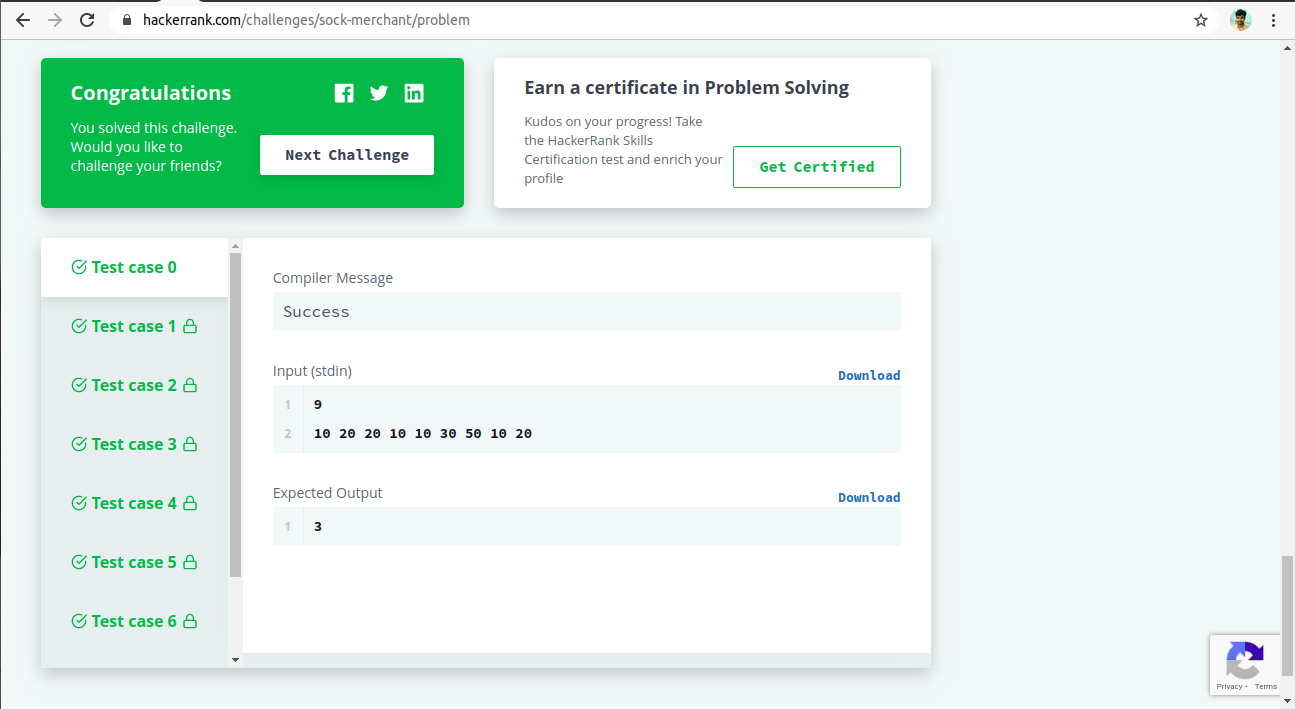 hackerrank.com/challenges/sock-merchant/problem
Congratulations
You solved this challenge.
Would you like to
challenge your friends?
Next Challenge
Earn a certificate in Problem Solving
Kudos on your progress! Take
the HackerRank Skills
Certification test and enrich your
profile
Get Certified
Test case 0
Test case 1
Test case 2
Test case 3
Test case 4
Test case 5
Test case 6
Compiler Message
Success
Input (stdin)
Download
1 9
2 10 20 20 10 10 30 50 10 20
Expected Output
Download
1 3
Privacy - Terms